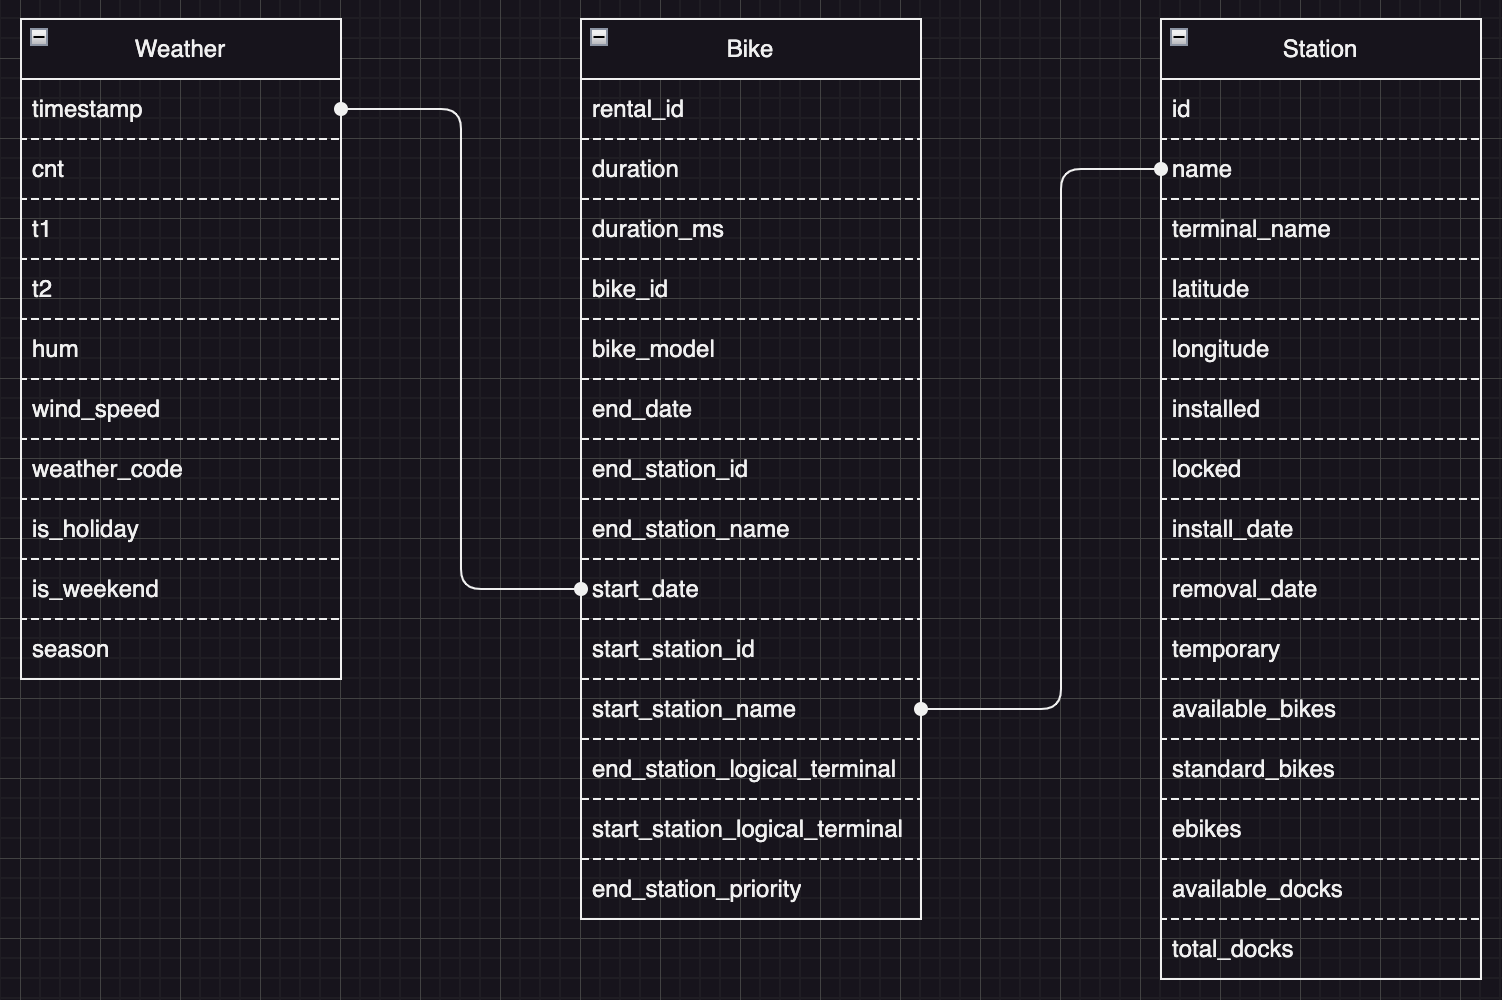 Weather
timestamp
cnt
t1
t2
hum
wind_speed
weather_code
is_holiday
is_weekend
season
Bike
rental_id
duration
duration_ms
bike_id
bike_model
end_date
end_station_id
end_station_name
start_date
start_station_id
start_station_name
end_station_logical_terminal
start_station_logical_terminal
end_station_priority
Station
id
name
terminal_name
latitude
longitude
installed
locked
install_date
removal_date
temporary
available_bikes
standard_bikes
ebikes
available_docks
total_docks